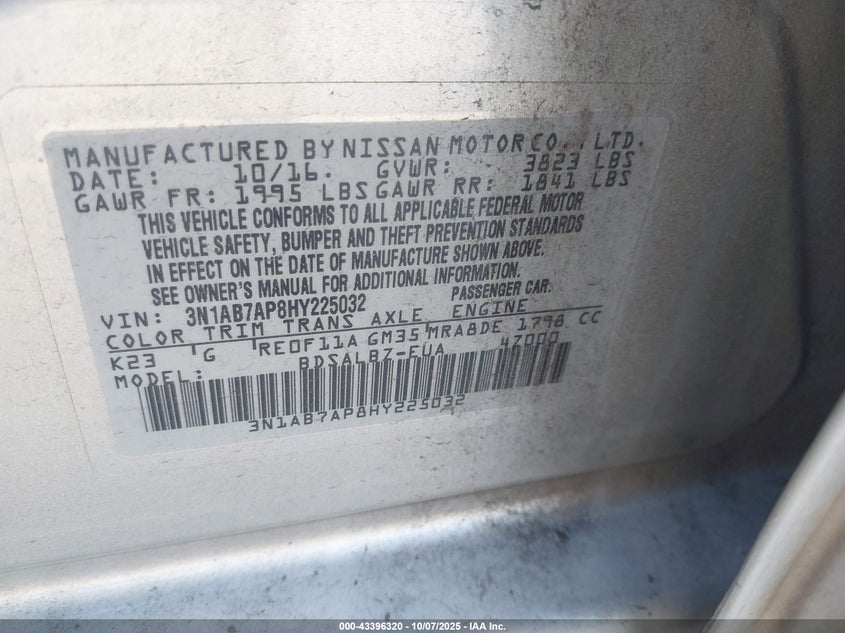 MANUFACTURED BY NISSAN MOTOR CO., LTD.
DATE: 10/16. GVWR: 3823 LBS
GAWR FR: 1995 LBS GAWR RR: 1841 LBS
THIS VEHICLE CONFORMS TO ALL APPLICABLE FEDERAL MOTOR
VEHICLE SAFETY, BUMPER AND THEFT PREVENTION STANDARDS
IN EFFECT ON THE DATE OF MANUFACTURE SHOWN ABOVE.
SEE OWNER'S MANUAL FOR ADDITIONAL INFORMATION.
VIN: 3N1AB7AP8HY225032 PASSENGER CAR.
COLOR TRIM TRANS AXLE ENGINE
K23 G RE0F11A GM35 MRA8DE 1798 CC
MODEL: BDSALBZ-EUA 47000
3N1AB7AP8HY225032
000-43396320 - 10/07/2025 - IAA Inc.